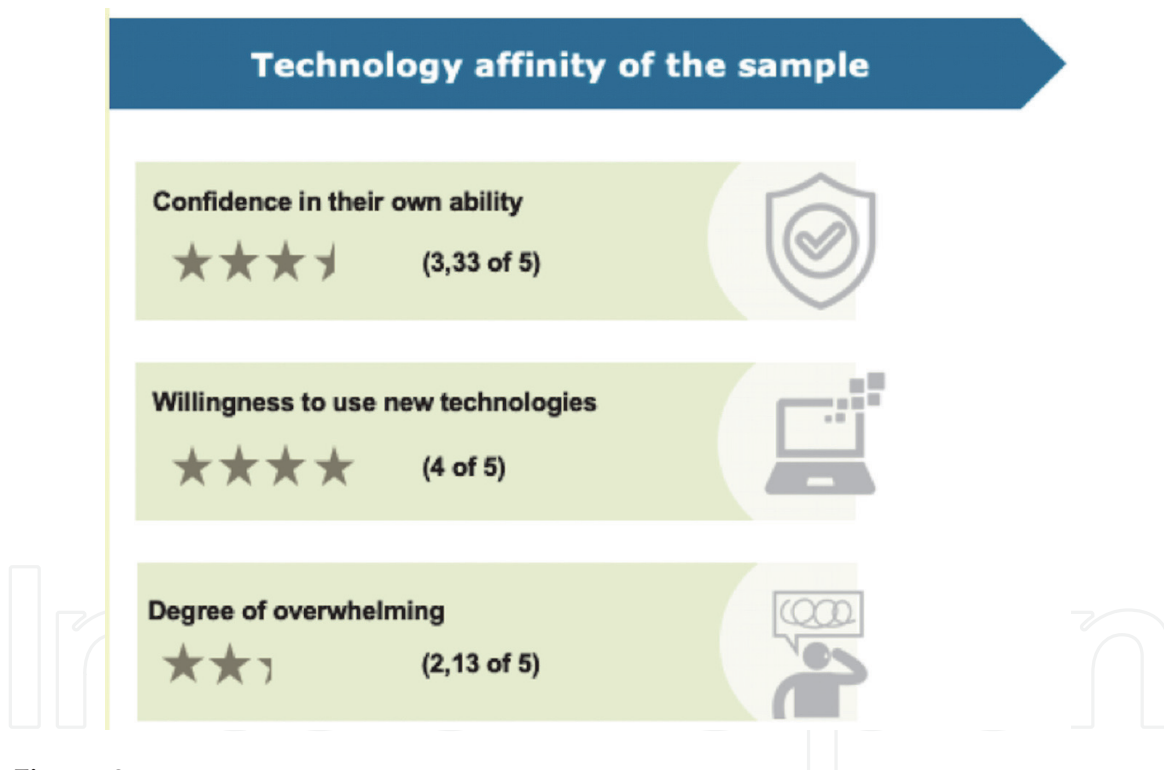 Technology affinity of the sample
Confidence in their own ability
(3,33 of 5)
Willingness to use new technologies
(4 of 5)
Degree of overwhelming
(2,13 of 5)